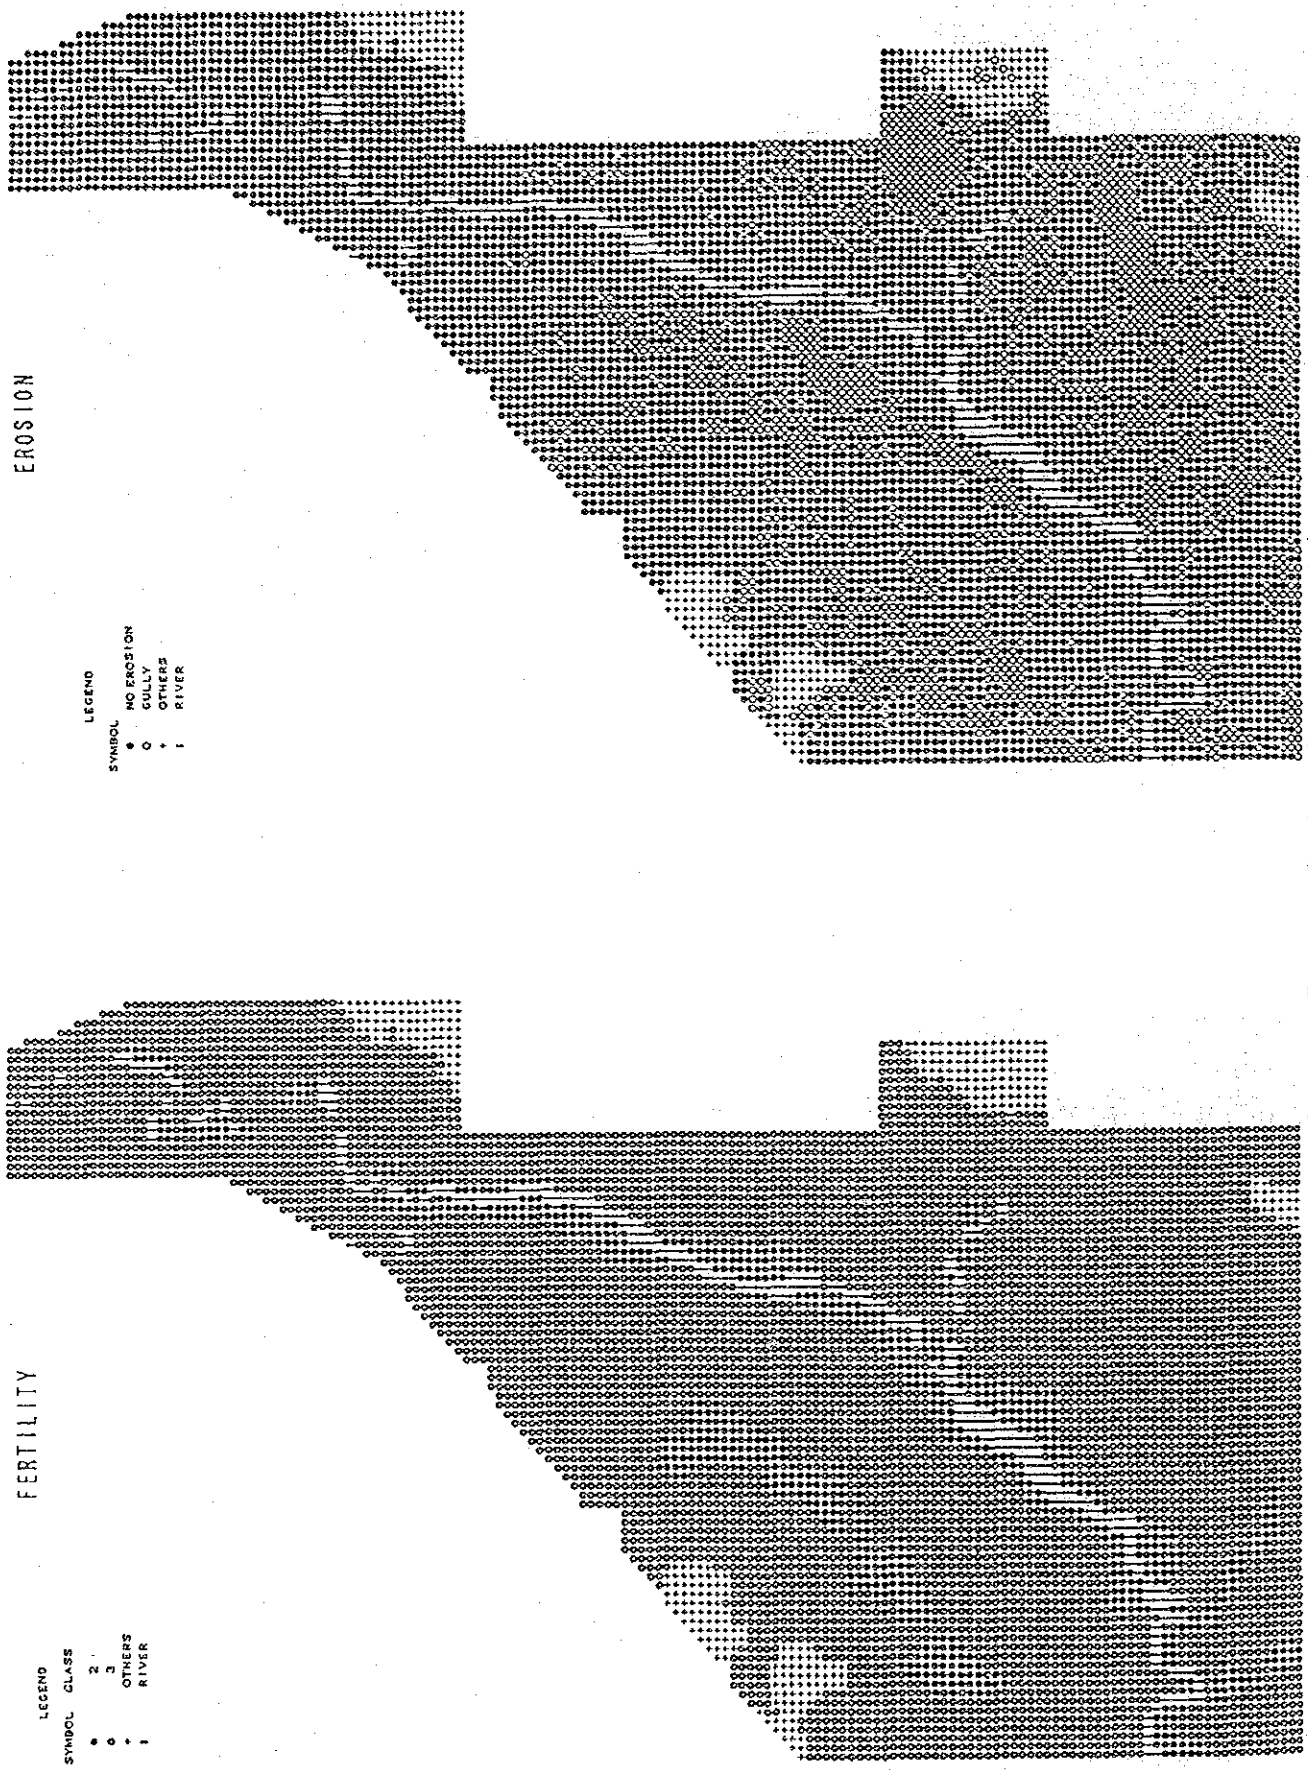 EROSION
LEGEND
SYMBOL
● NO EROSION
○ GULLY
+ OTHERS
I RIVER
FERTILITY
LEGEND
SYMBOL CLASS
● 2
○ 3
+ OTHERS
I RIVER